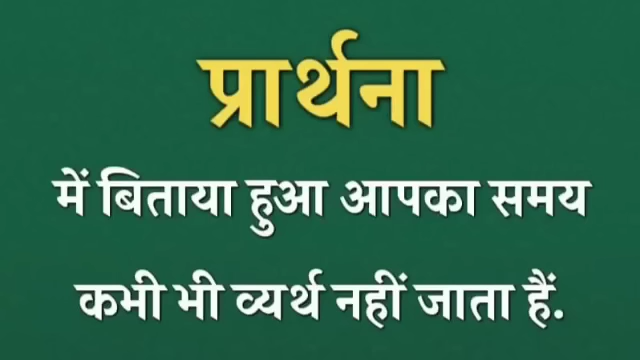 प्रार्थना
में बिताया हुआ आपका समय
कभी भी व्यर्थ नहीं जाता हैं.